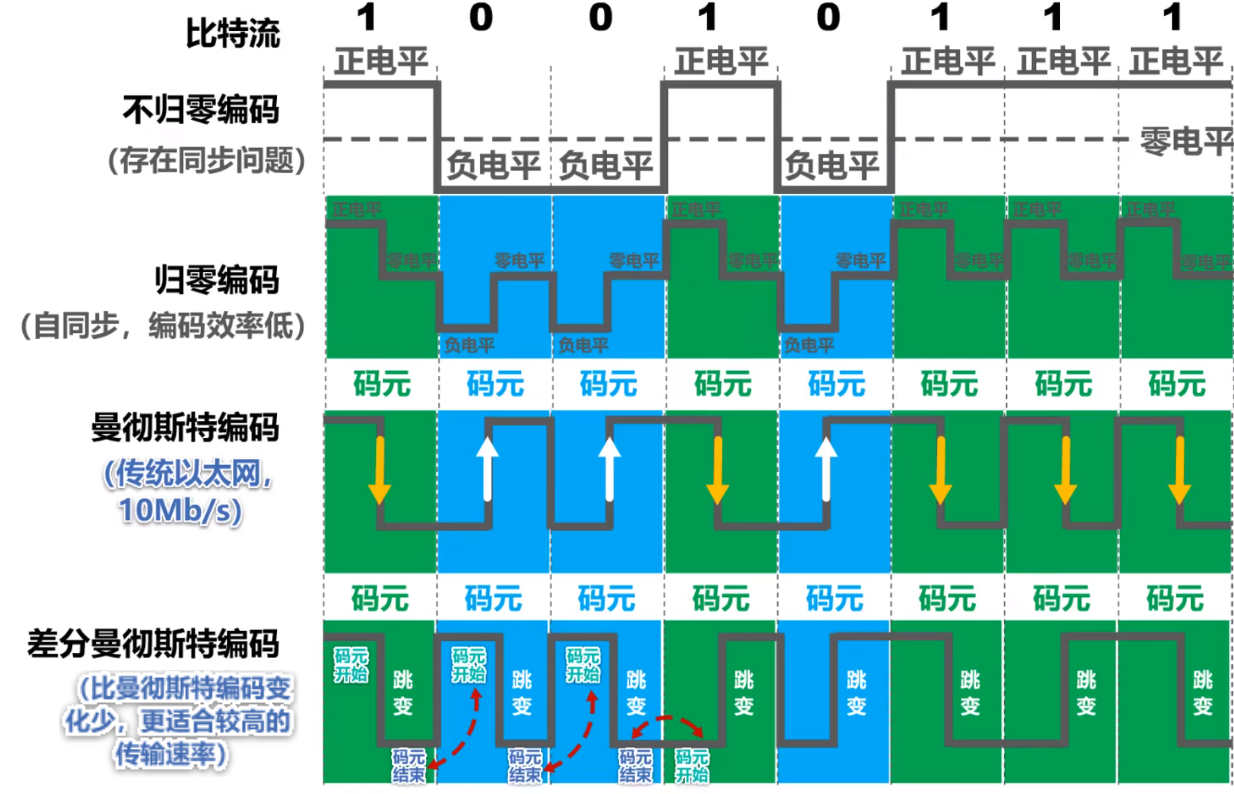 比特流 1 0 0 1 0 1 1 1
正电平 正电平 正电平 正电平 正电平
不归零编码
(存在同步问题)
零电平
负电平 负电平 负电平
正电平 正电平 正电平 正电平 正电平
零电平 零电平 零电平 零电平 零电平 零电平 零电平 零电平
归零编码
(自同步，编码效率低)
负电平 负电平 负电平
码元 码元 码元 码元 码元 码元 码元 码元
曼彻斯特编码
(传统以太网，
10Mb/s)
码元 码元 码元 码元 码元 码元 码元 码元
差分曼彻斯特编码
(比曼彻斯特编码变
化少，更适合较高的
传输速率)
码元 码元 码元
开始 开始 开始
跳 跳 跳 跳 跳 跳 跳 跳
变 变 变 变 变 变 变 变
码元 码元 码元 码元
结束 结束 结束 开始